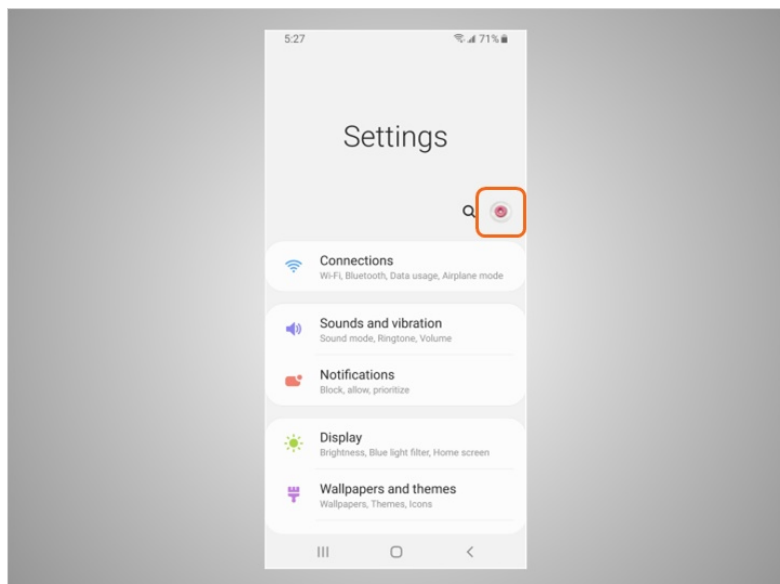 5:27 71%
Settings
Connections
Wi-Fi, Bluetooth, Data usage, Airplane mode
Sounds and vibration
Sound mode, Ringtone, Volume
Notifications
Block, allow, prioritize
Display
Brightness, Blue light filter, Home screen
Wallpapers and themes
Wallpapers, Themes, Icons